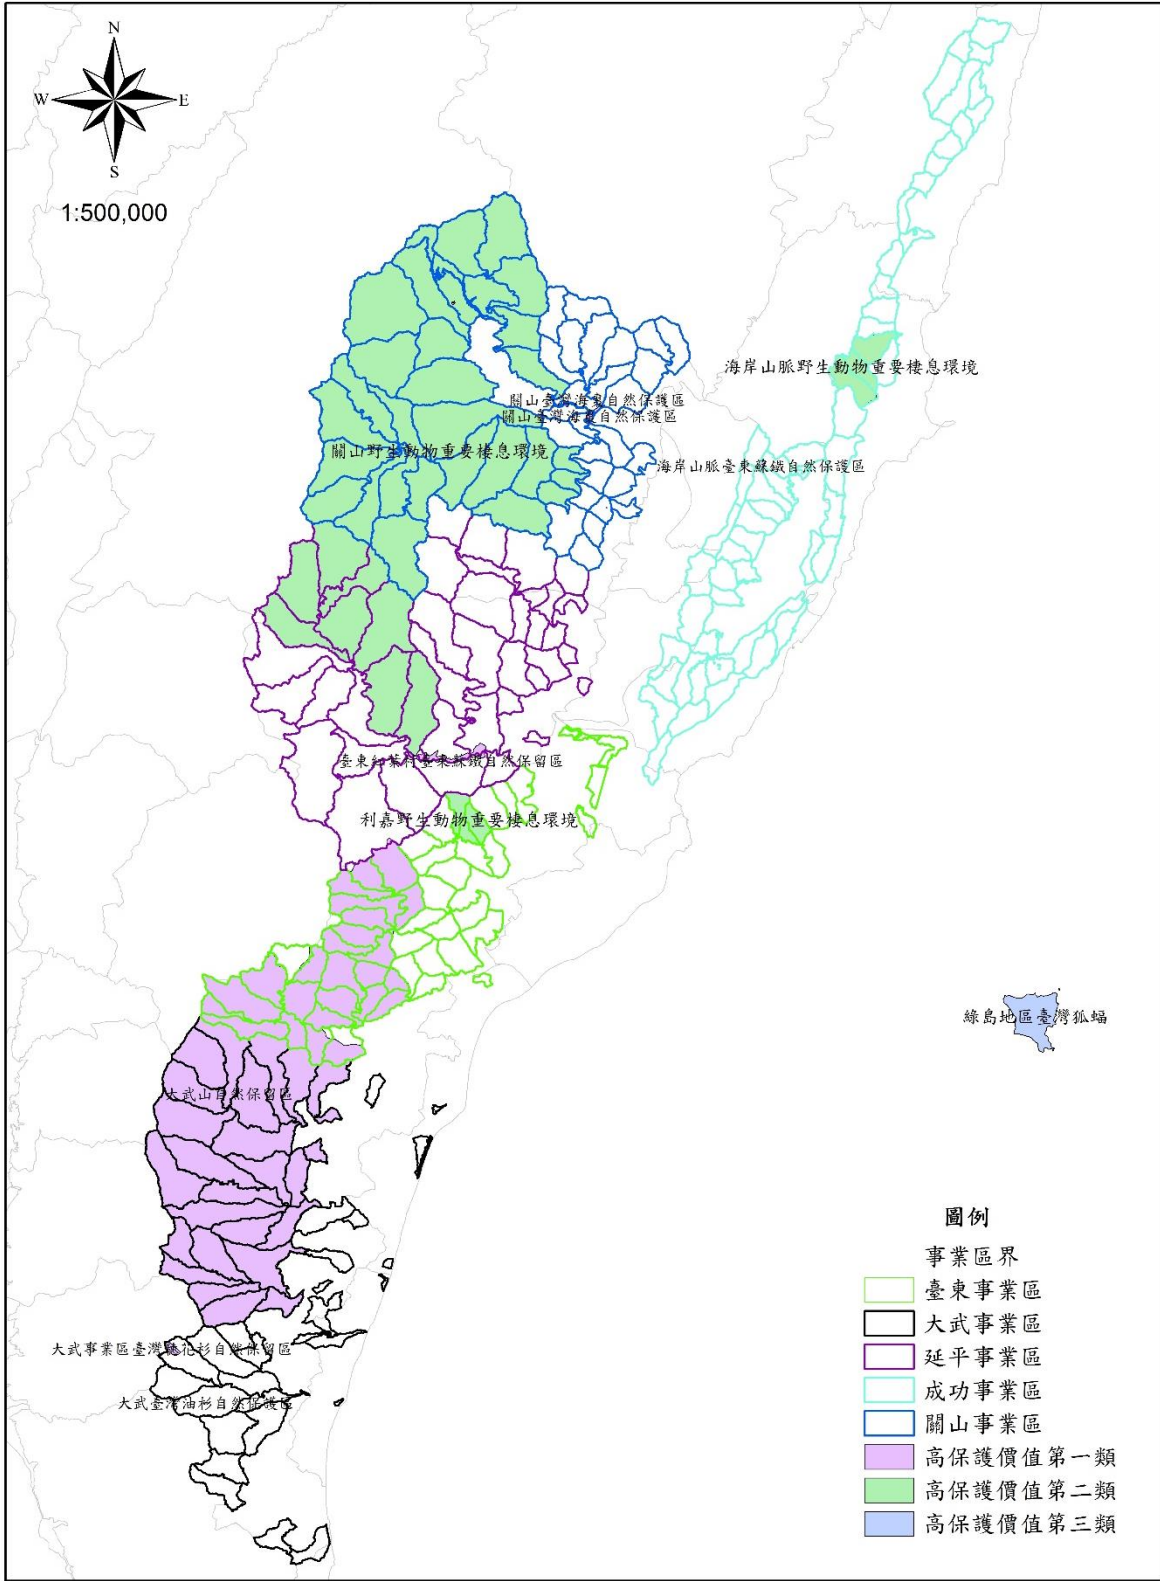 N
W
E
S
1:500,000
海岸山脈野生動物重要棲息環境
關山臺灣海棗自然保護區
關山臺灣海棗自然保護區
關山野生動物重要棲息環境
海岸山脈臺東蘇鐵自然保護區
臺東紅葉村臺東蘇鐵自然保留區
利嘉野生動物重要棲息環境
綠島地區臺灣狐蝠
大武山自然保留區
大武事業區臺灣穗花杉自然保留區
大武臺灣油杉自然保護區
圖例
事業區界
臺東事業區
大武事業區
延平事業區
成功事業區
關山事業區
高保護價值第一類
高保護價值第二類
高保護價值第三類